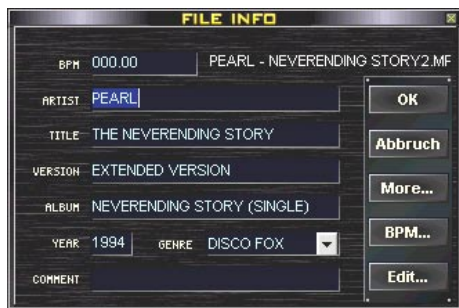 FILE INFO
BPM 000.00 PEARL - NEVERENDING STORY2.MP
ARTIST PEARL OK
TITLE THE NEVERENDING STORY Abbruch
VERSION EXTENDED VERSION More...
ALBUM NEVERENDING STORY (SINGLE)
YEAR 1994 GENRE DISCO FOX BPM...
COMMENT Edit...